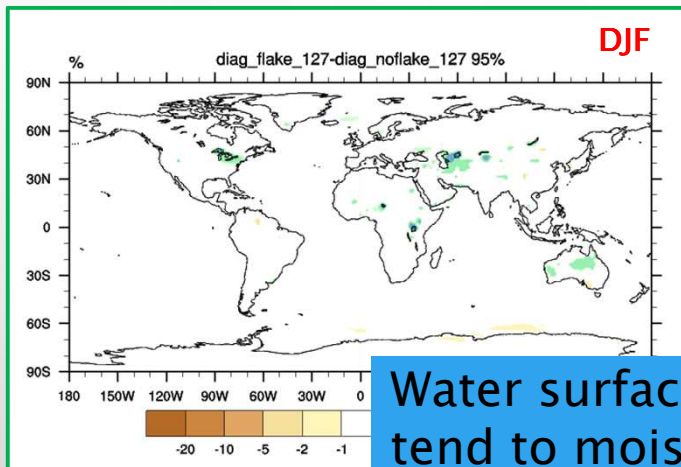 DJF
% diag_flake_127-diag_noflake_127 95%
90N
60N
30N
0
30S
60S
90S
180 150W 120W 90W 60W 30W 0
-20 -10 -5 -2 -1
Water surfac
tend to mois